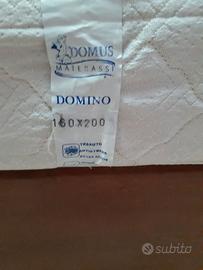 DOMUS
MATERASSI
DOMINO
160X200
subito